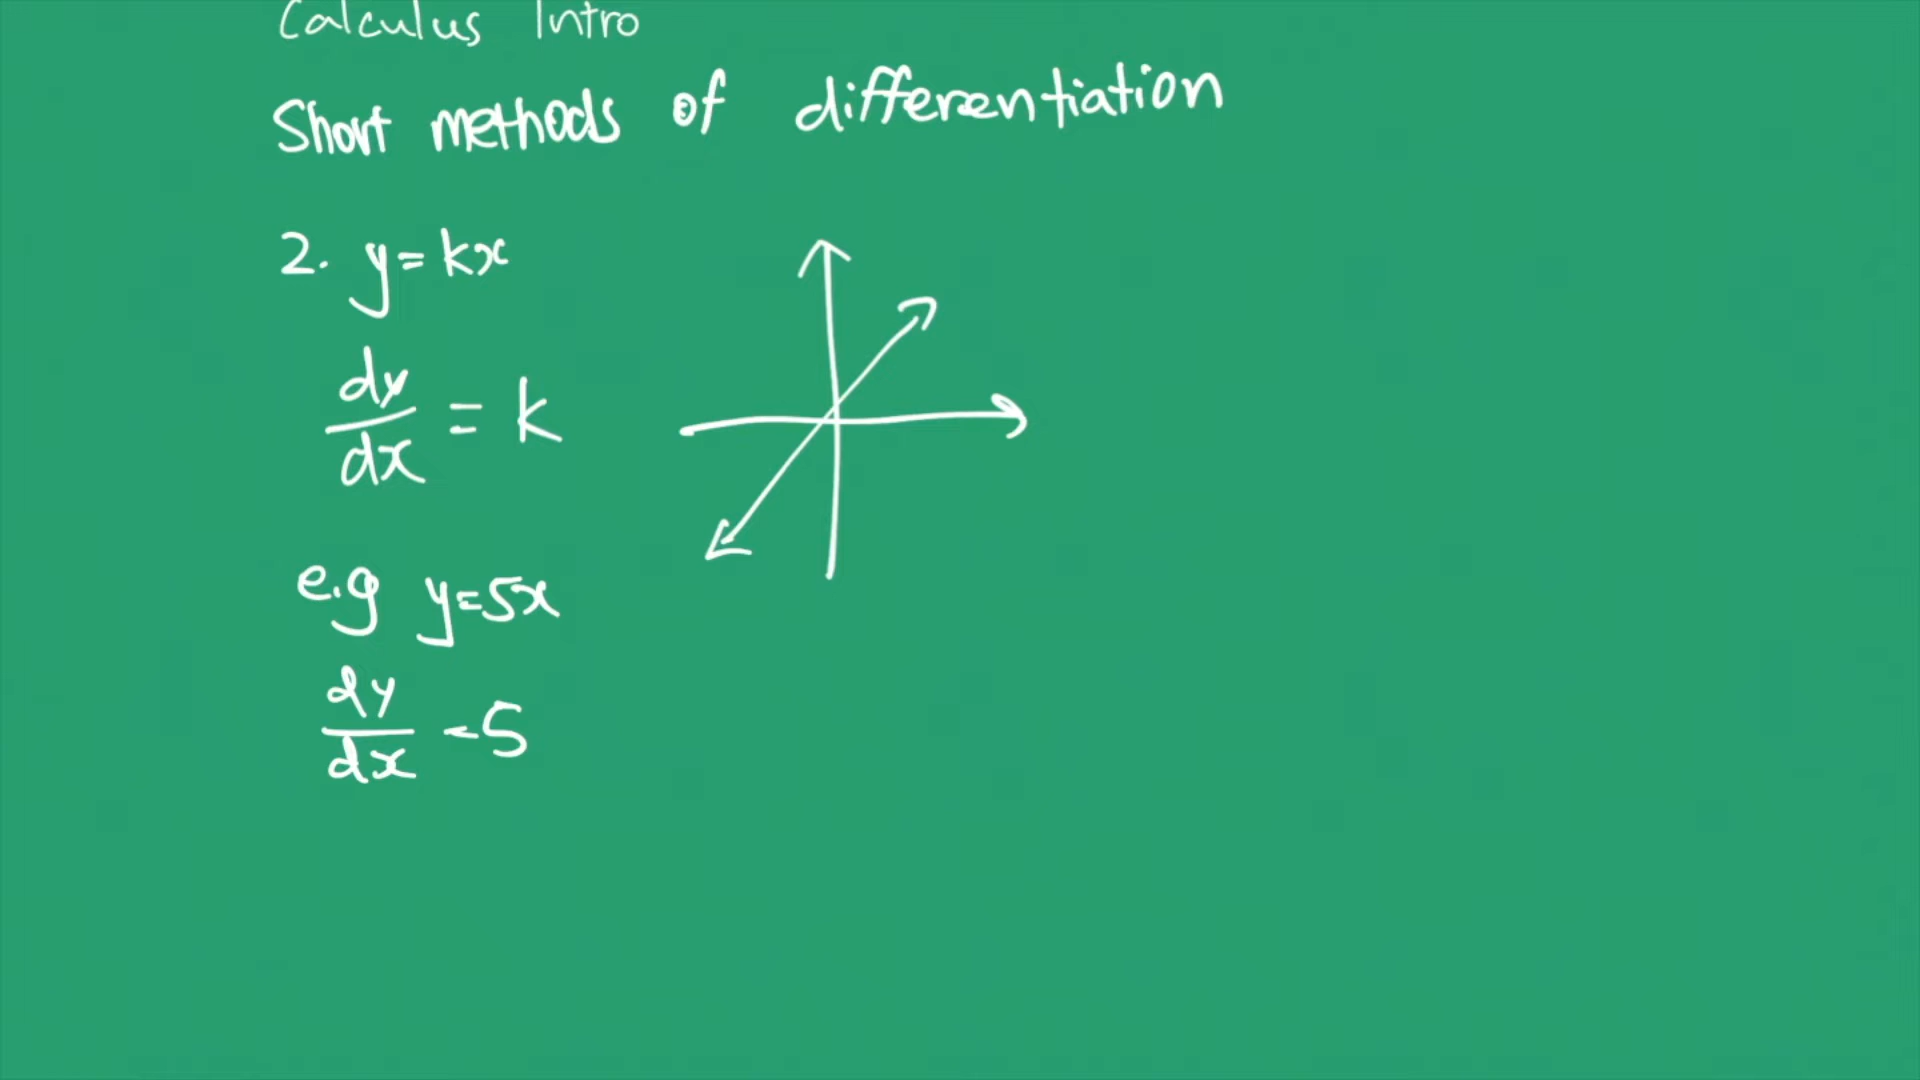 Calculus Intro
Short methods of differentiation
2. y=kx
dy/dx = k
e.g y=5x
dy/dx =5